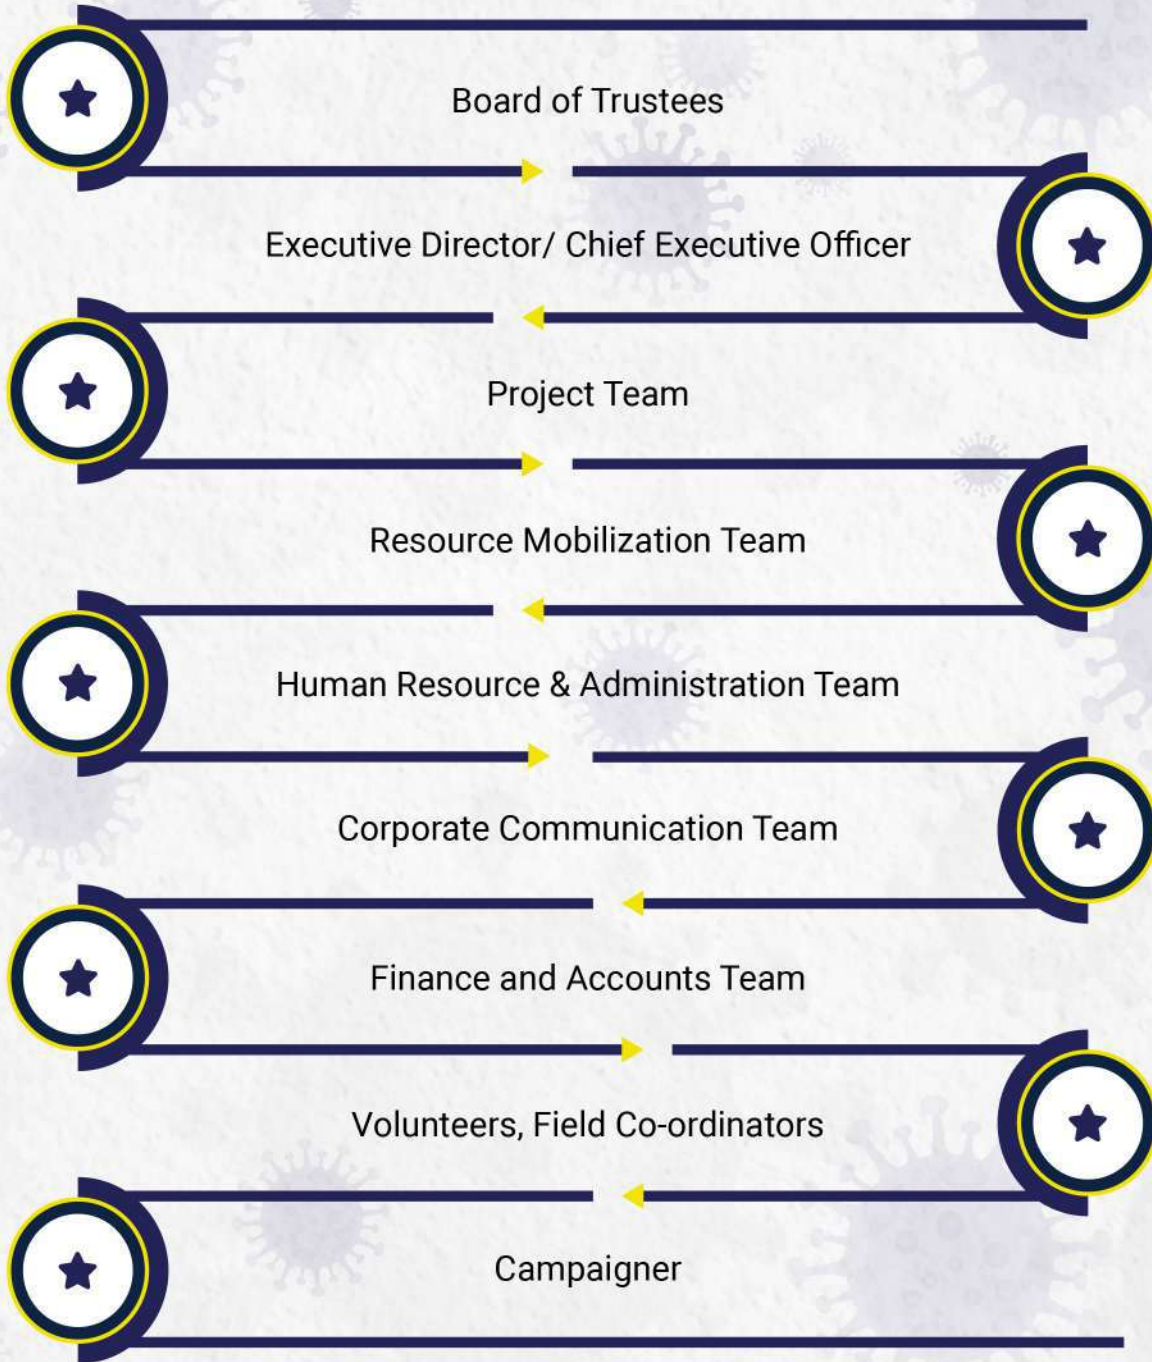 Board of Trustees
Executive Director/ Chief Executive Officer
Project Team
Resource Mobilization Team
Human Resource & Administration Team
Corporate Communication Team
Finance and Accounts Team
Volunteers, Field Co-ordinators
Campaigner